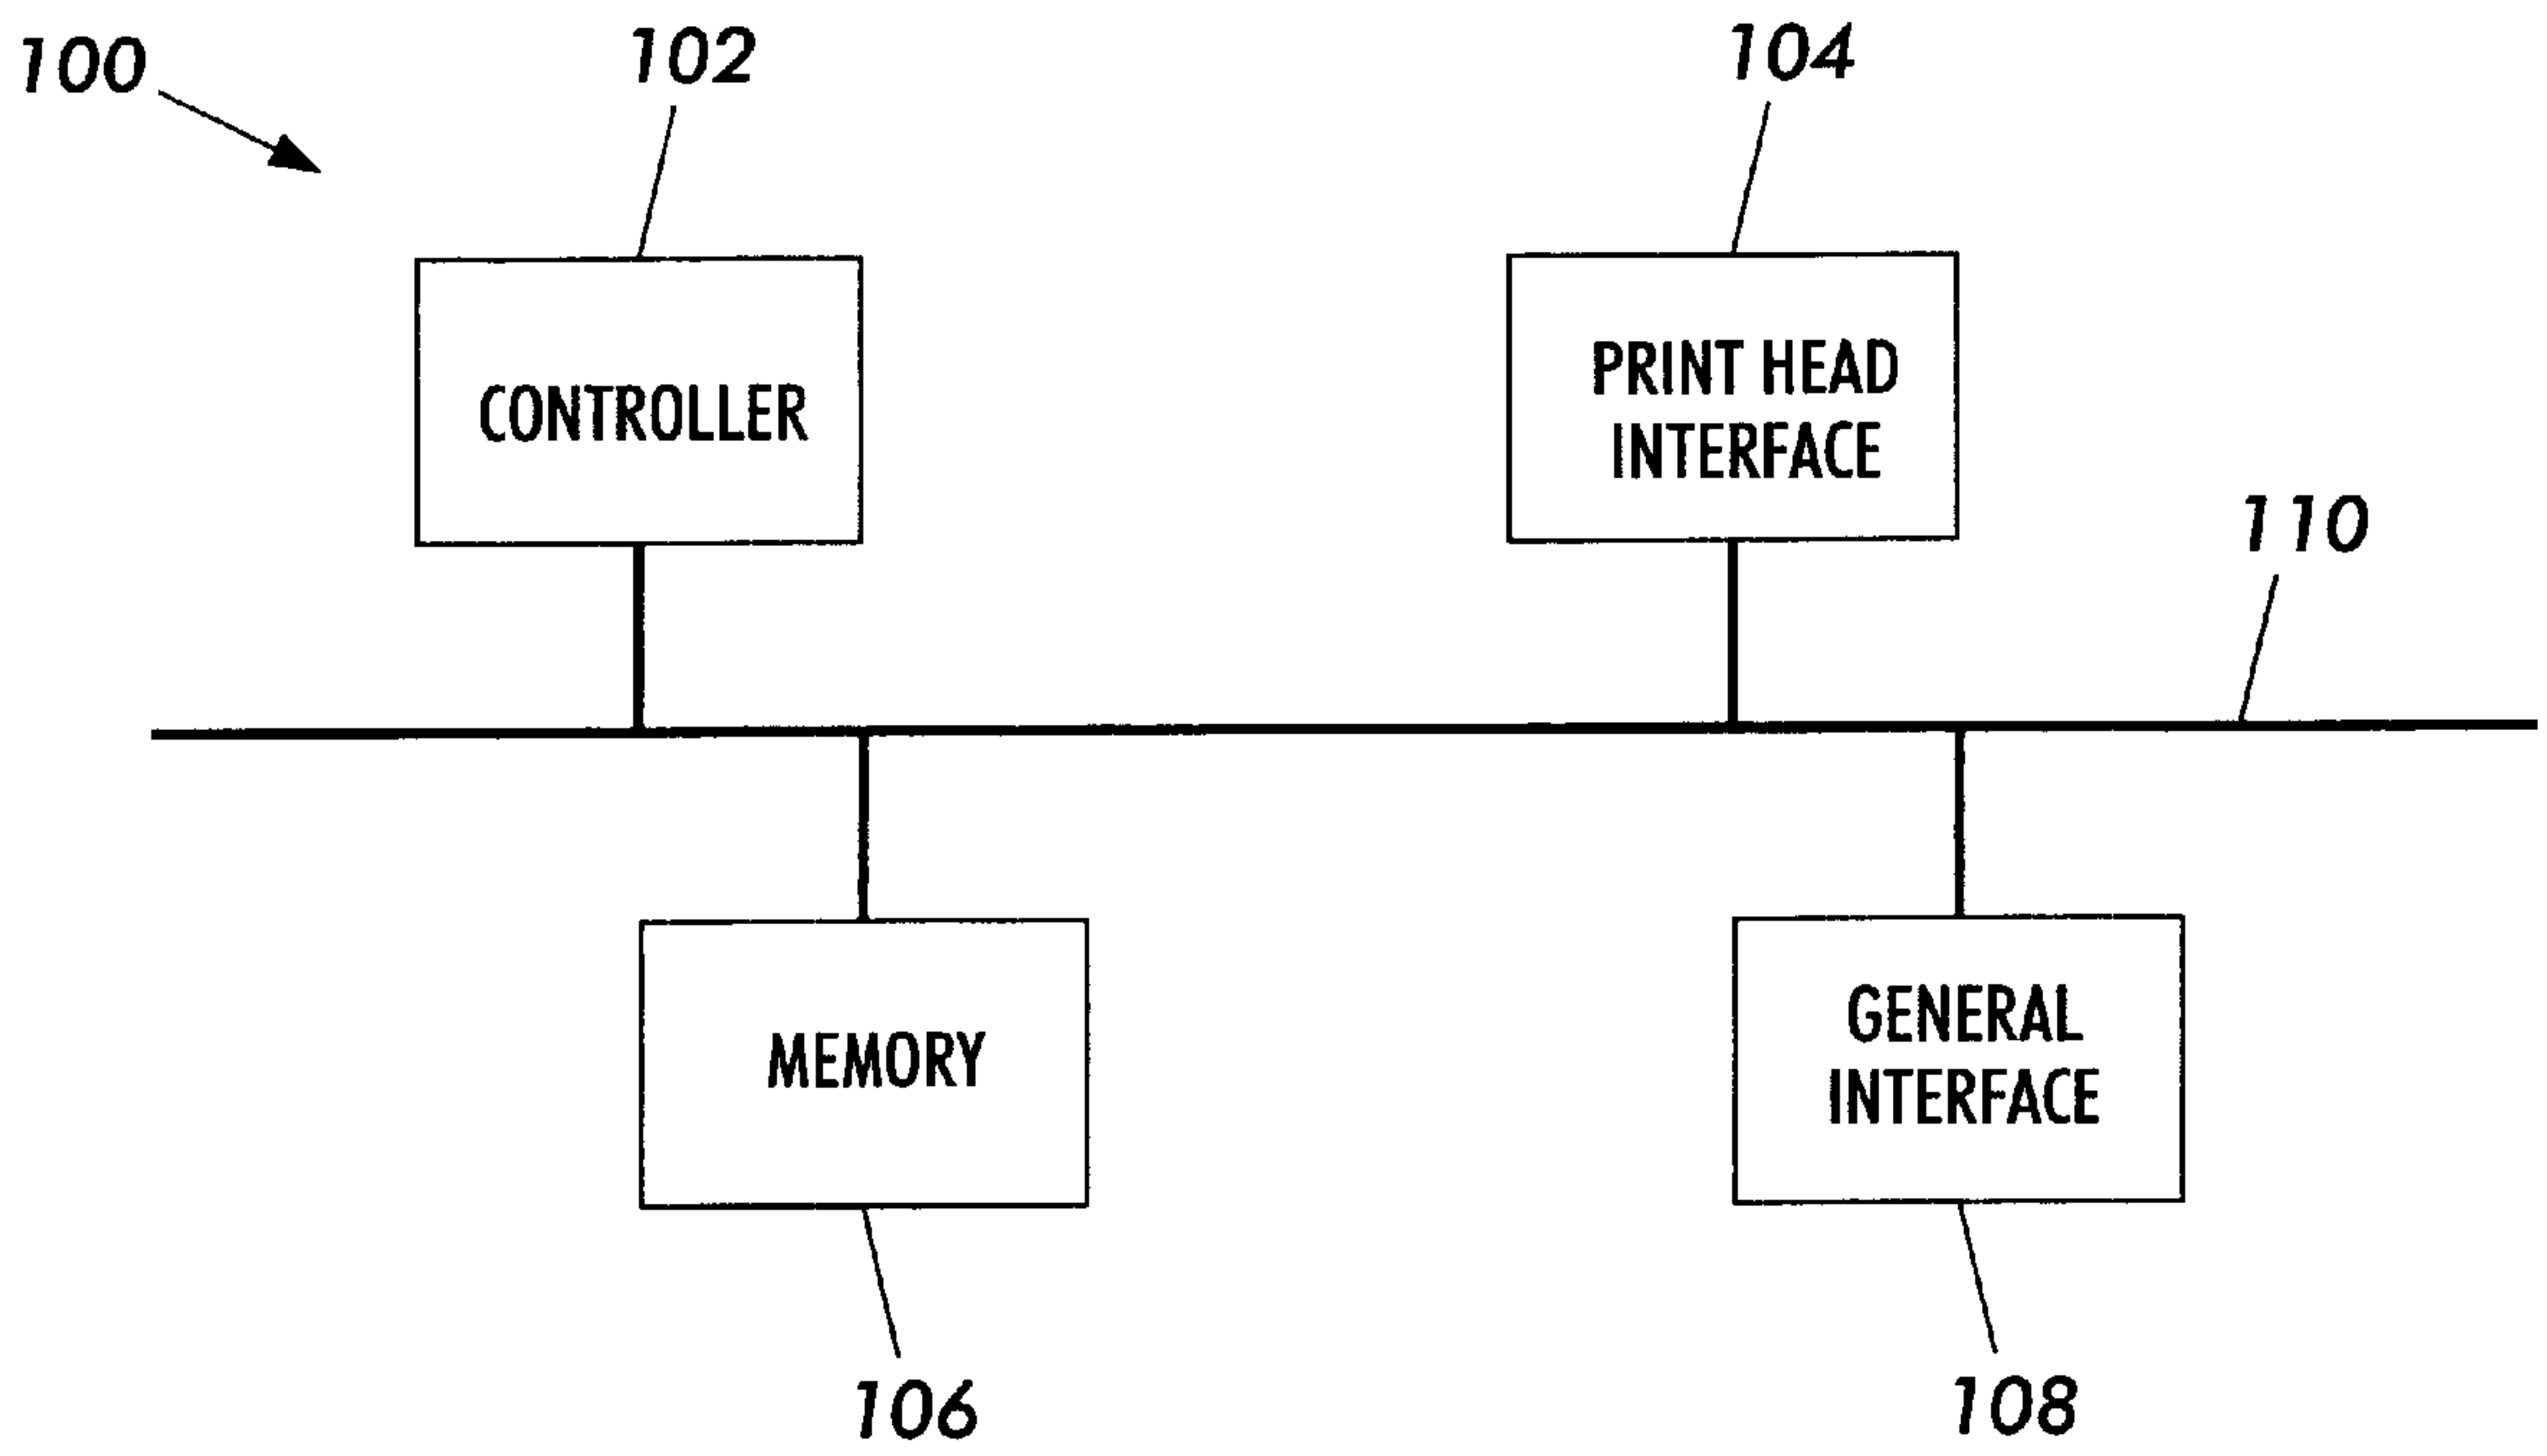 100
102
104
CONTROLLER
PRINT HEAD
INTERFACE
110
MEMORY
GENERAL
INTERFACE
106
108